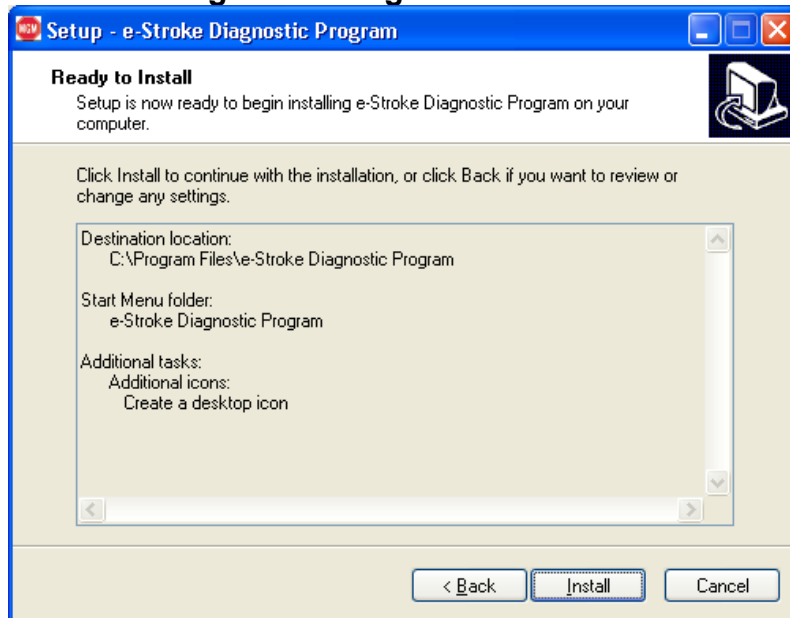 Setup - e-Stroke Diagnostic Program
Ready to Install
Setup is now ready to begin installing e-Stroke Diagnostic Program on your
computer.
Click Install to continue with the installation, or click Back if you want to review or
change any settings.
Destination location:
C:\Program Files\e-Stroke Diagnostic Program
Start Menu folder:
e-Stroke Diagnostic Program
Additional tasks:
Additional icons:
Create a desktop icon
< Back
Install
Cancel